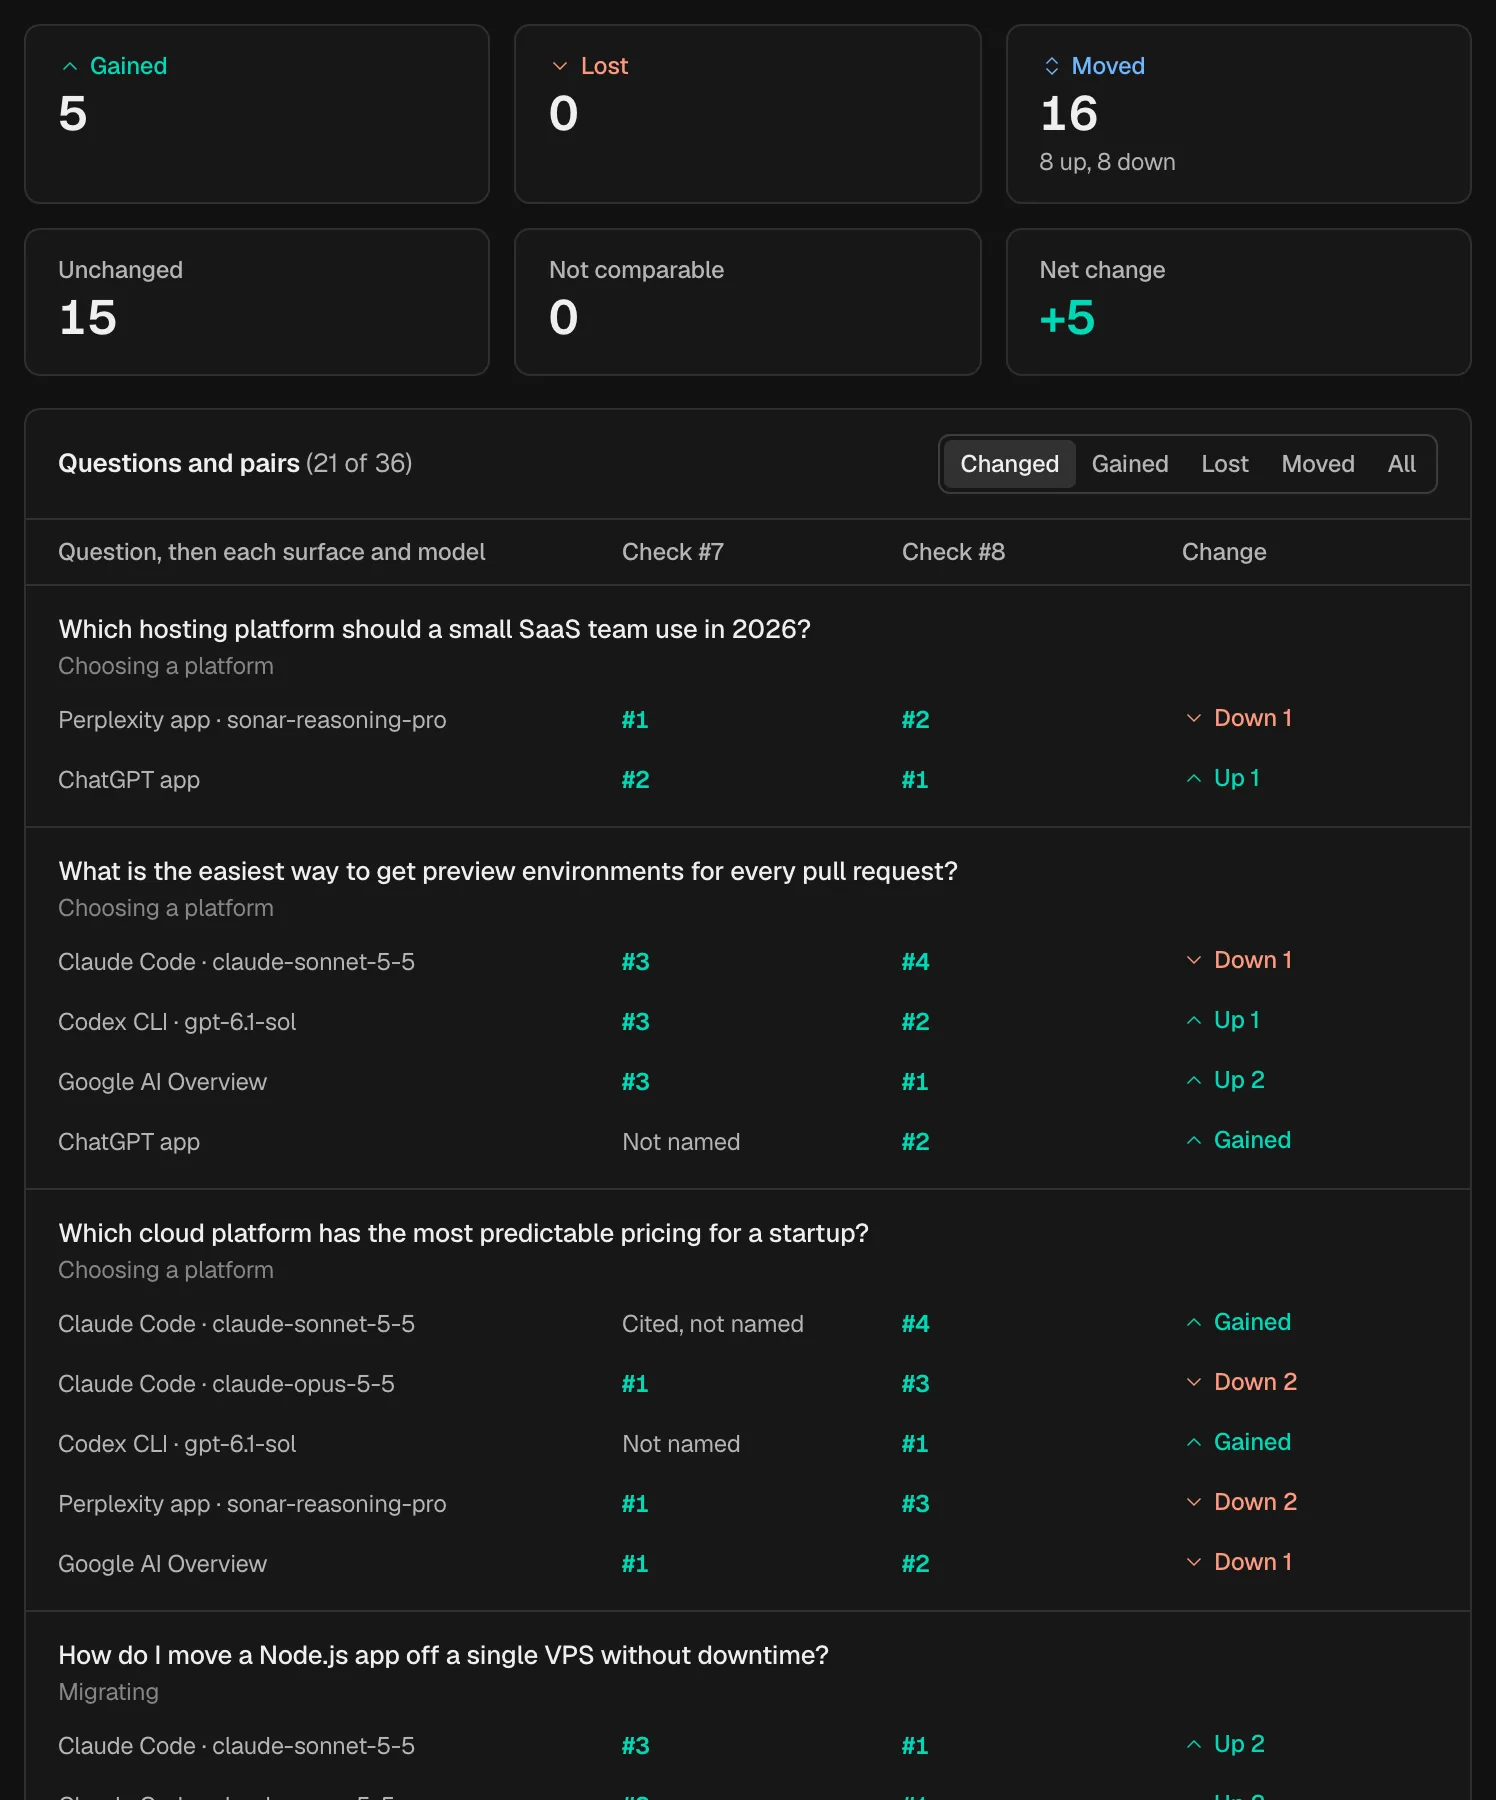 Gained
5
Lost
0
Moved
16
8 up, 8 down
Unchanged
15
Not comparable
0
Net change
+5
Questions and pairs (21 of 36)
Changed Gained Lost Moved All
Question, then each surface and model Check #7 Check #8 Change
Which hosting platform should a small SaaS team use in 2026?
Choosing a platform
Perplexity app · sonar-reasoning-pro #1 #2 Down 1
ChatGPT app #2 #1 Up 1
What is the easiest way to get preview environments for every pull request?
Choosing a platform
Claude Code · claude-sonnet-5-5 #3 #4 Down 1
Codex CLI · gpt-6.1-sol #3 #2 Up 1
Google AI Overview #3 #1 Up 2
ChatGPT app Not named #2 Gained
Which cloud platform has the most predictable pricing for a startup?
Choosing a platform
Claude Code · claude-sonnet-5-5 Cited, not named #4 Gained
Claude Code · claude-opus-5-5 #1 #3 Down 2
Codex CLI · gpt-6.1-sol Not named #1 Gained
Perplexity app · sonar-reasoning-pro #1 #3 Down 2
Google AI Overview #1 #2 Down 1
How do I move a Node.js app off a single VPS without downtime?
Migrating
Claude Code · claude-sonnet-5-5 #3 #1 Up 2